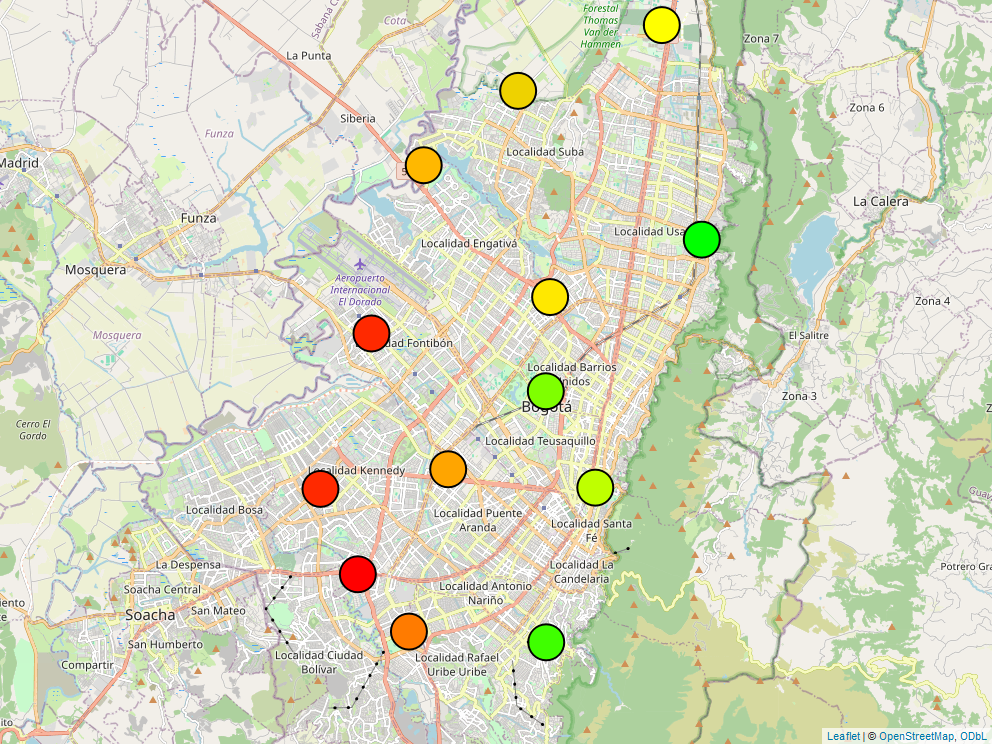 Forestal
Thomas
Van der
Hammen
Cota
Zona 7
La Punta
Zona 6
Siberia
Funza
Localidad Suba
Madrid
La Calera
Funza
Localidad Usa
Localidad Engativá
Mosquera
Aeropuerto
Internacional
El Dorado
Zona 4
Mosquera
El Salitre
dad Fontibón
Localidad Barrios
nidos
Zona 3
Bogotá
Cerro El
Gordo
Localidad Teusaquillo
Localidad Kennedy
Localidad Bosa
Localidad Puente
Aranda
Localidad Santa
Fé
La Despensa
Localidad La
Candelaria
Potrero Gra
Soacha Central
Localidad Antonio
Nariño
Soacha
San Mateo
San Humberto
Localidad Ciudad
Bolívar
Localidad Rafael
Uribe Uribe
Compartir
Leaflet | © OpenStreetMap, ODbL